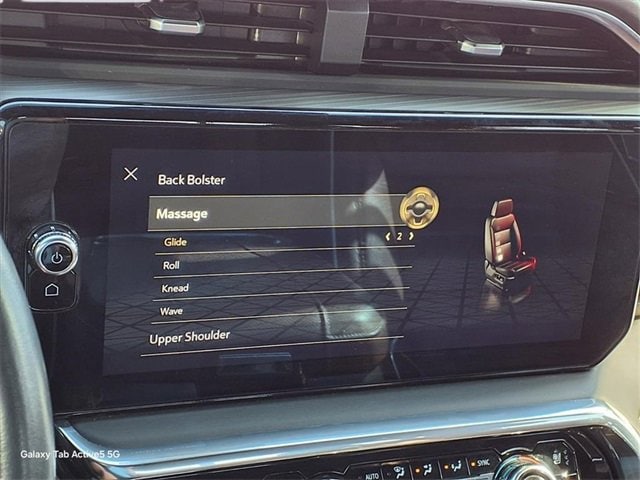 Back Bolster
Massage
Glide
2
Roll
Knead
Wave
Upper Shoulder
Galaxy Tab Active5 5G
AUTO
SYNC